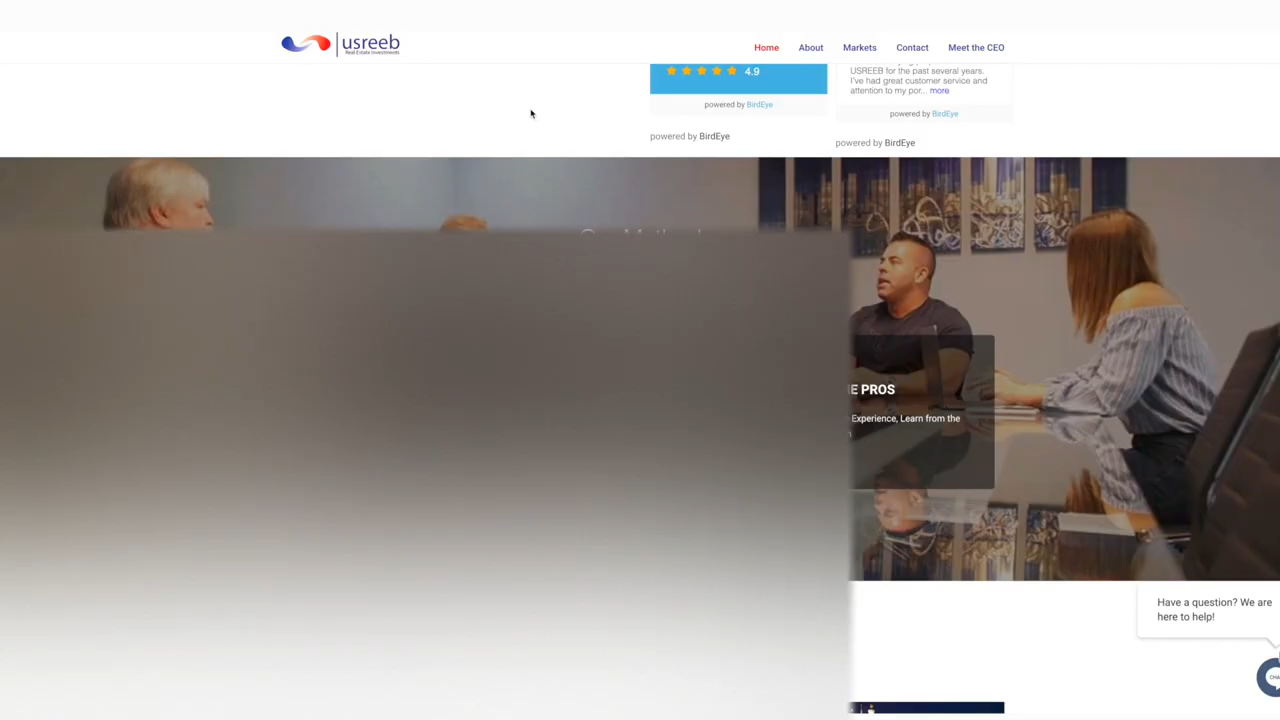 usreeb
Real Estate Investments
Home
About
Markets
Contact
Meet the CEO
4.9
powered by BirdEye
powered by BirdEye
USREEB for the past several years.
I've had great customer service and
attention to my por... more
powered by BirdEye
powered by BirdEye
PROS
Experience, Learn from the
Have a question? We are
here to help!